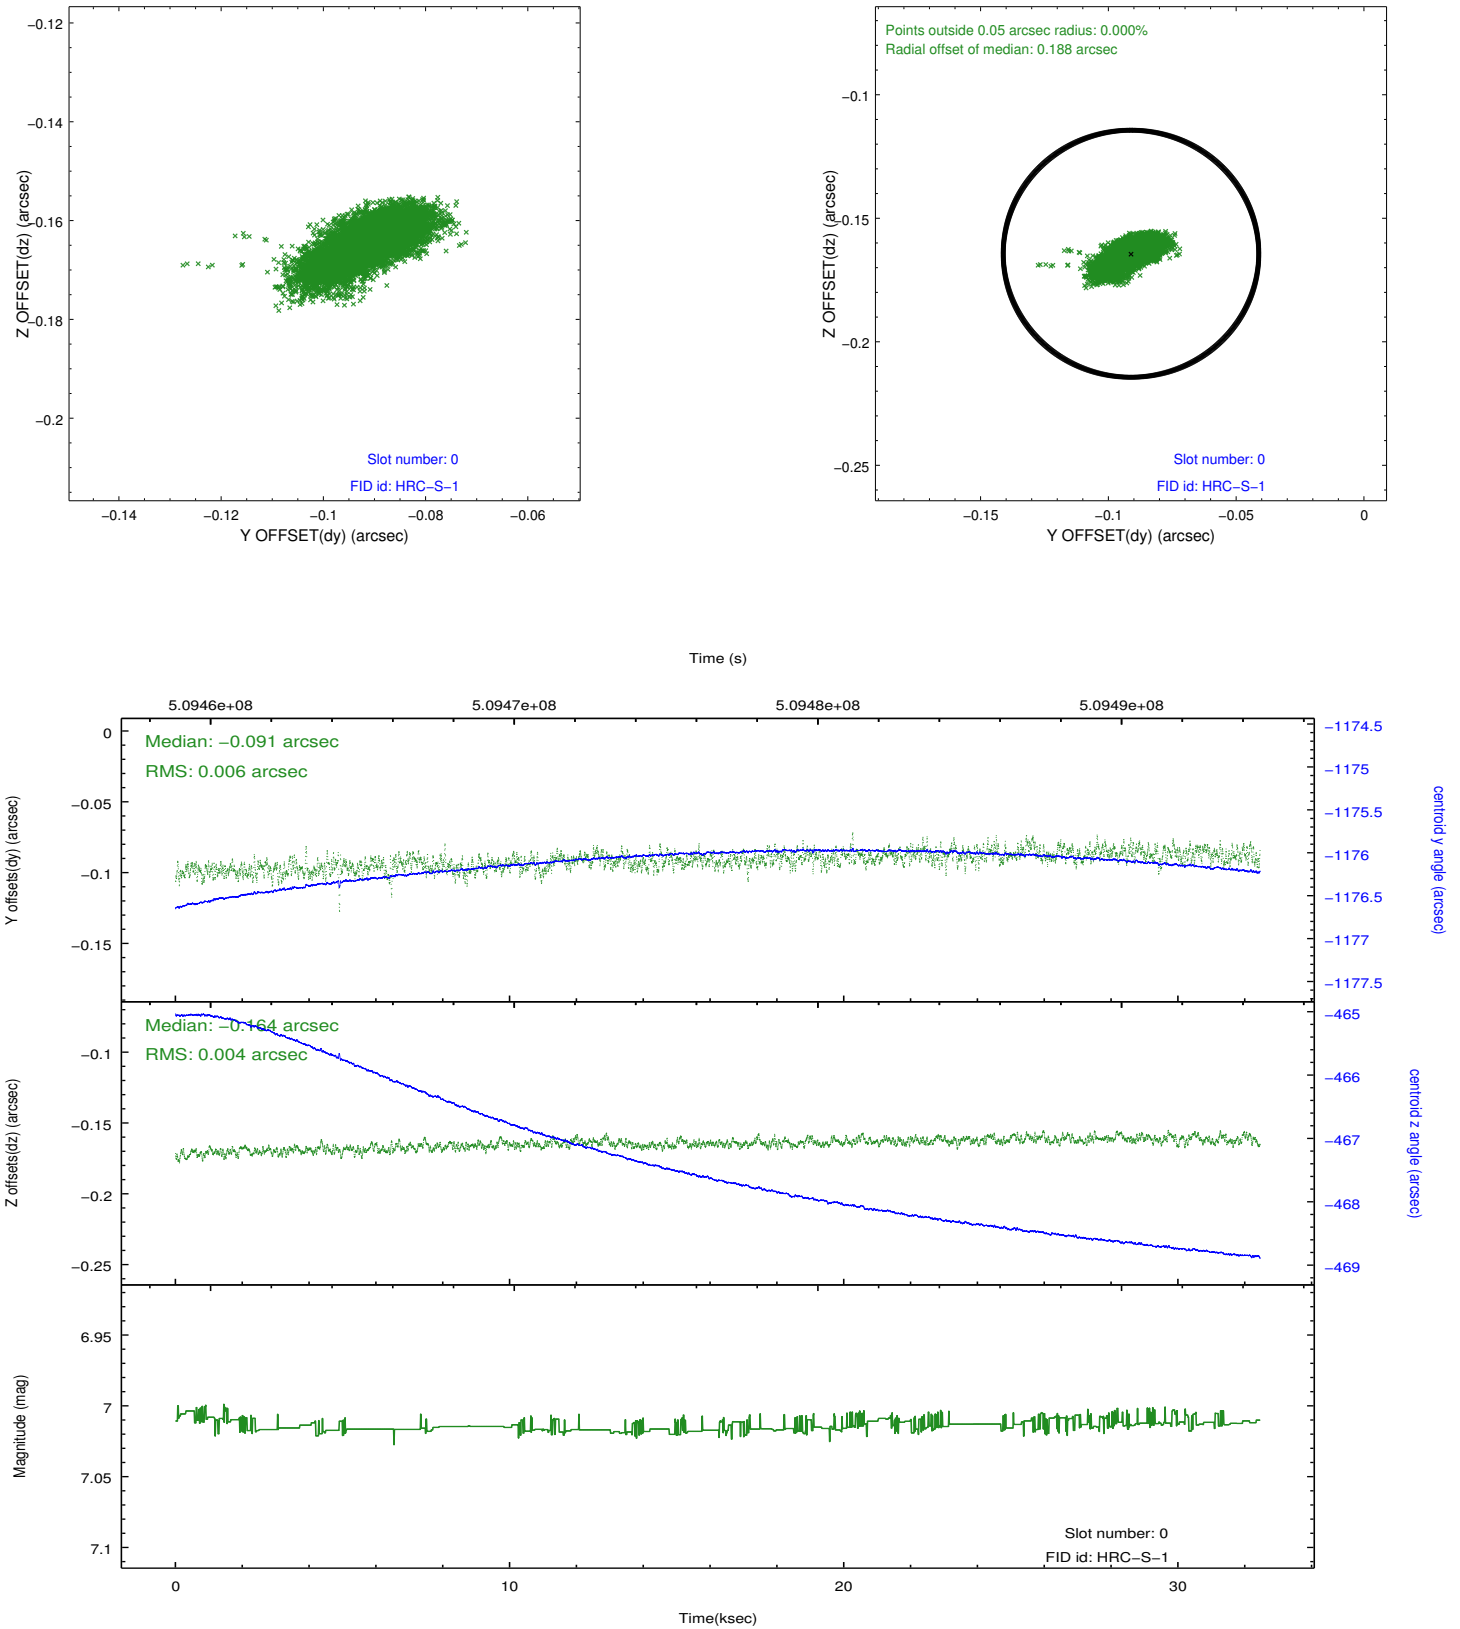 −0.12
−0.14
−0.16
−0.18
−0.2
Z OFFSET(dz) (arcsec)
Slot number: 0
FID id: HRC−S−1
−0.14 −0.12 −0.1 −0.08 −0.06
Y OFFSET(dy) (arcsec)
Points outside 0.05 arcsec radius: 0.000%
Radial offset of median: 0.188 arcsec
−0.1
−0.15
−0.2
−0.25
Z OFFSET(dz) (arcsec)
Slot number: 0
FID id: HRC−S−1
−0.15 −0.1 −0.05 0
Y OFFSET(dy) (arcsec)
Time (s)
5.0946e+08 5.0947e+08 5.0948e+08 5.0949e+08
Median: −0.091 arcsec
RMS: 0.006 arcsec
0
−0.05
−0.1
−0.15
Y offsets(dy) (arcsec)
−1174.5
−1175
−1175.5
−1176
−1176.5
−1177
−1177.5
centroid y angle (arcsec)
Median: −0.164 arcsec
RMS: 0.004 arcsec
−0.1
−0.15
−0.2
−0.25
Z offsets(dz) (arcsec)
−465
−466
−467
−468
−469
centroid z angle (arcsec)
6.95
7
7.05
7.1
Magnitude (mag)
Slot number: 0
FID id: HRC−S−1
0 10 20 30
Time(ksec)